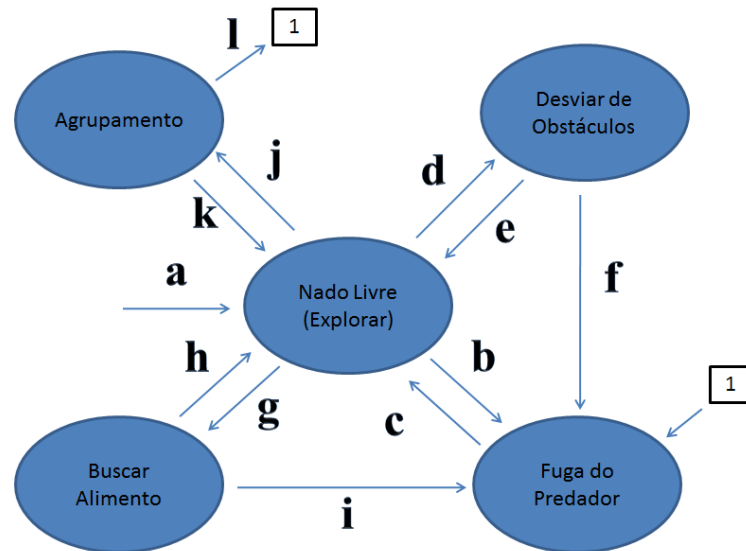 l
1
Agrupamento
Desviar de
Obstáculos
j
d
k
e
a
Nado Livre
(Explorar)
f
h
b
1
g
c
Buscar
Alimento
Fuga do
Predador
i